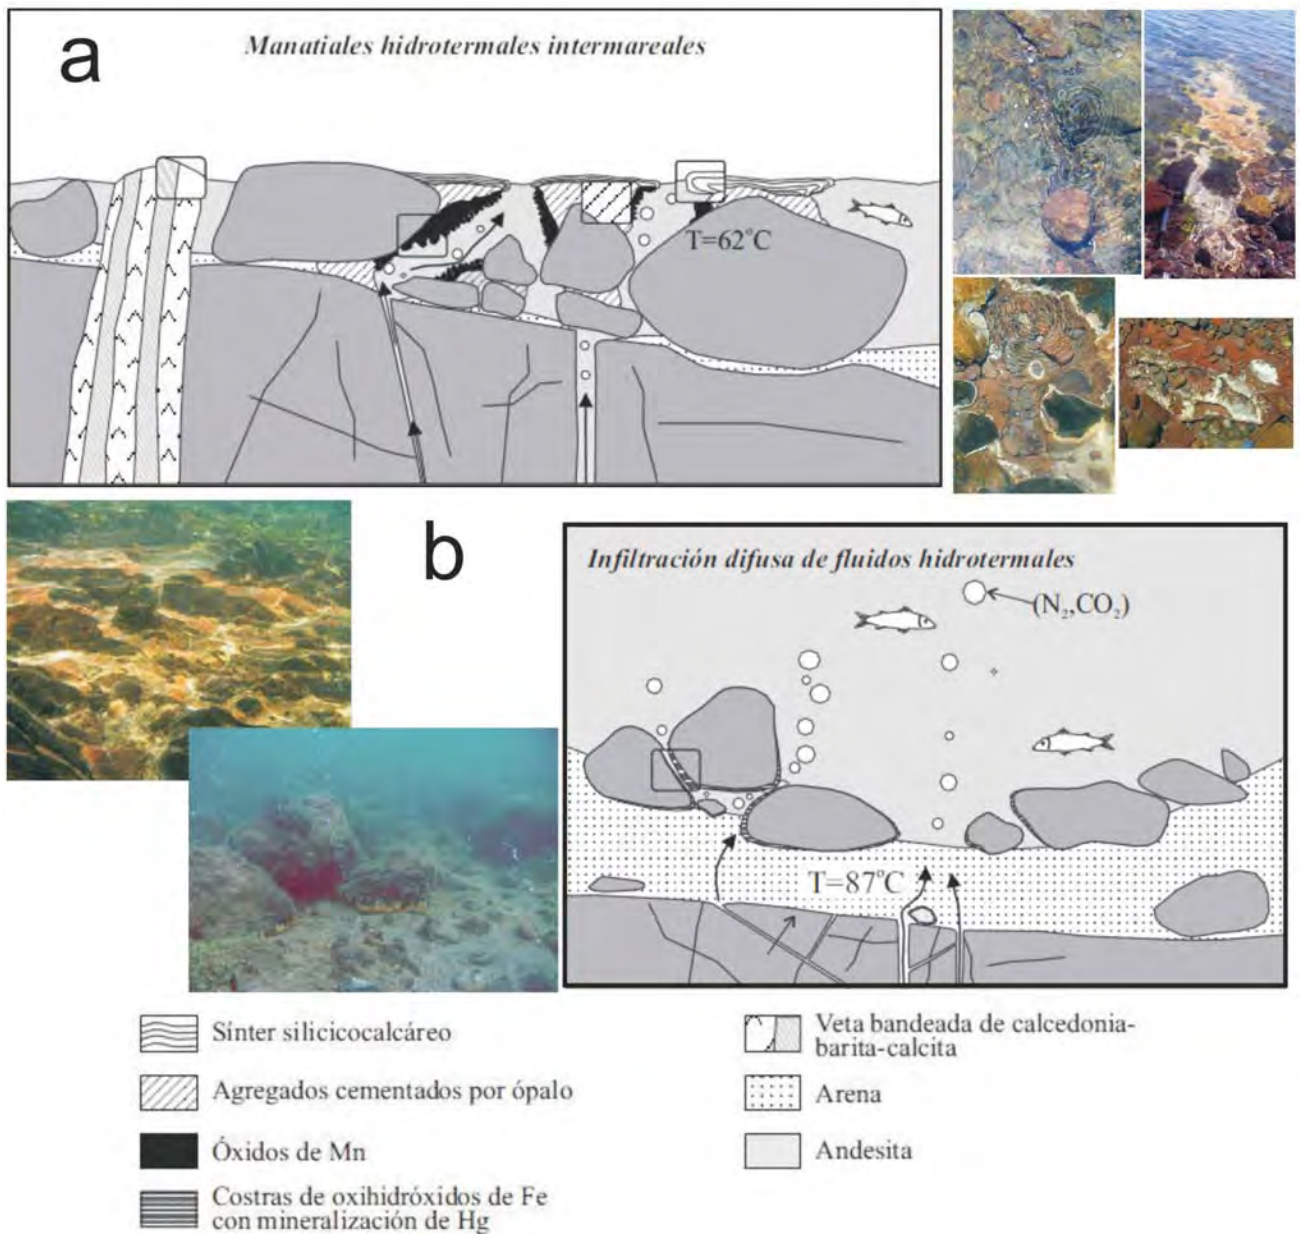 a
Manatiales hidrotermales intermareales
T=62°C
b
Infiltración difusa de fluidos hidrotermales
(N₂,CO₂)
T=87°C
Sínter silicicocalcáreo
Agregados cementados por ópalo
Óxidos de Mn
Costras de oxihidróxidos de Fe
con mineralización de Hg
Veta bandeada de calcedonia-
barita-calcita
Arena
Andesita